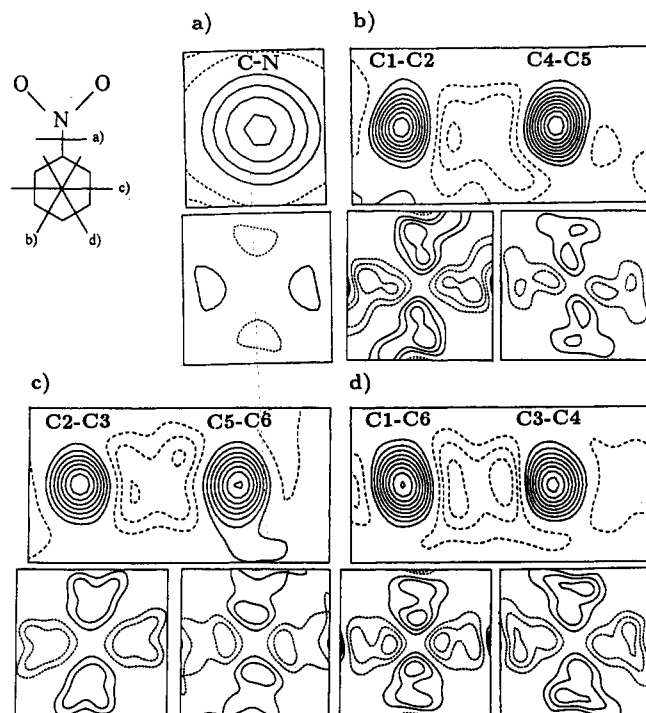 a)
b)
O O
N
a)
c)
b) d)
C-N
C1-C2 C4-C5
c)
d)
C2-C3 C5-C6
C1-C6 C3-C4